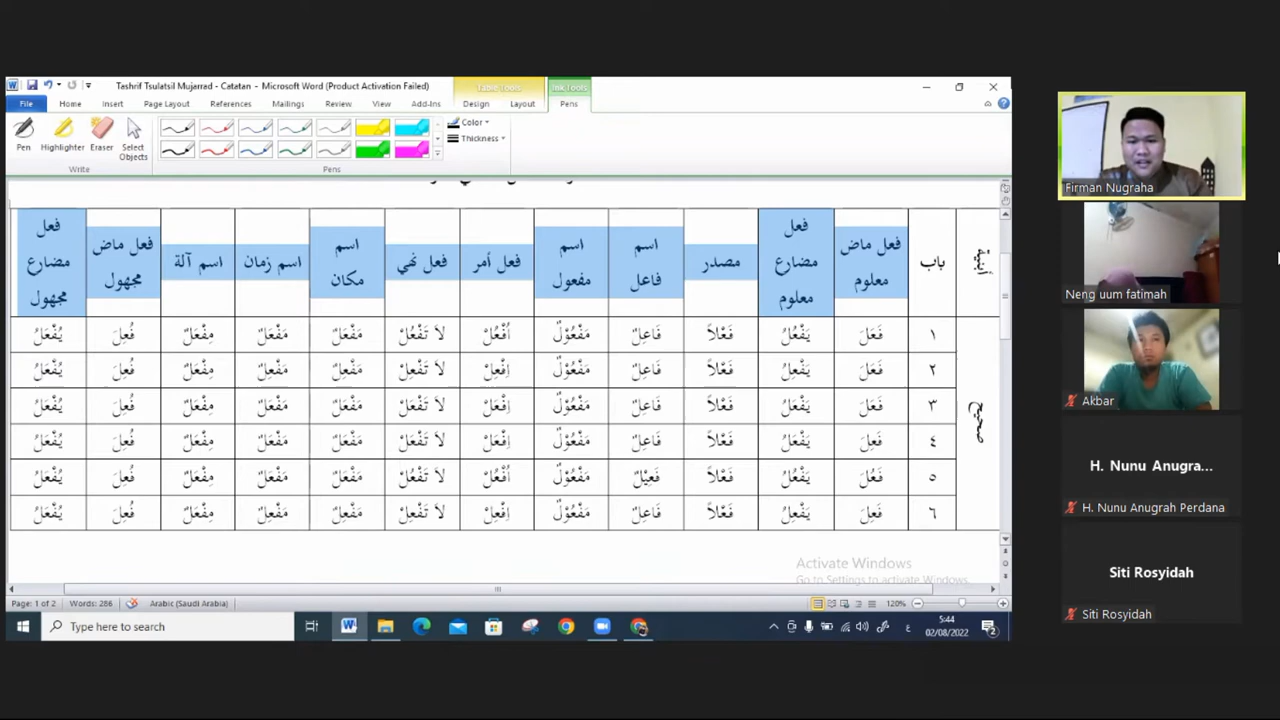 Tashrif Tsulatsil Mujarrad - Catatan - Microsoft Word (Product Activation Failed)
Table Tools
Ink Tools
File Home Insert Page Layout References Mailings Review View Add-Ins Design Layout Pens
Pen Highlighter Eraser Select Objects
Color
Thickness
Write
Pens
أبنية باب فعل ماض معلوم فعل مضارع معلوم مصدر اسم فاعل اسم مفعول فعل أمر فعل نهي اسم مكان اسم زمان اسم آلة فعل ماض مجهول فعل مضارع مجهول
صحيح
١ فَعَلَ يَفْعُلُ فَعْلاً فَاعِلٌ مَفْعُوْلٌ اُفْعُلْ لاَ تَفْعُلْ مَفْعَلٌ مَفْعَلٌ مِفْعَلٌ فُعِلَ يُفْعَلُ
٢ فَعَلَ يَفْعِلُ فَعْلاً فَاعِلٌ مَفْعُوْلٌ اِفْعِلْ لاَ تَفْعِلْ مَفْعِلٌ مَفْعِلٌ مِفْعَلٌ فُعِلَ يُفْعَلُ
٣ فَعَلَ يَفْعَلُ فَعْلاً فَاعِلٌ مَفْعُوْلٌ اِفْعَلْ لاَ تَفْعَلْ مَفْعَلٌ مَفْعَلٌ مِفْعَلٌ فُعِلَ يُفْعَلُ
٤ فَعِلَ يَفْعَلُ فَعْلاً فَاعِلٌ مَفْعُوْلٌ اِفْعَلْ لاَ تَفْعَلْ مَفْعَلٌ مَفْعَلٌ مِفْعَلٌ فُعِلَ يُفْعَلُ
٥ فَعُلَ يَفْعُلُ فَعْلاً فَعِيْلٌ مَفْعُوْلٌ اُفْعُلْ لاَ تَفْعُلْ مَفْعَلٌ مَفْعَلٌ مِفْعَلٌ فُعِلَ يُفْعَلُ
٦ فَعِلَ يَفْعِلُ فَعْلاً فَاعِلٌ مَفْعُوْلٌ اِفْعِلْ لاَ تَفْعِلْ مَفْعِلٌ مَفْعِلٌ مِفْعَلٌ فُعِلَ يُفْعَلُ
Activate Windows
Go to Settings to activate Windows.
Page: 1 of 2 Words: 286 Arabic (Saudi Arabia) 120%
Type here to search
ع
5:44
02/08/2022
2
Firman Nugraha
Neng uum fatimah
Akbar
H. Nunu Anugra...
H. Nunu Anugrah Perdana
Siti Rosyidah
Siti Rosyidah